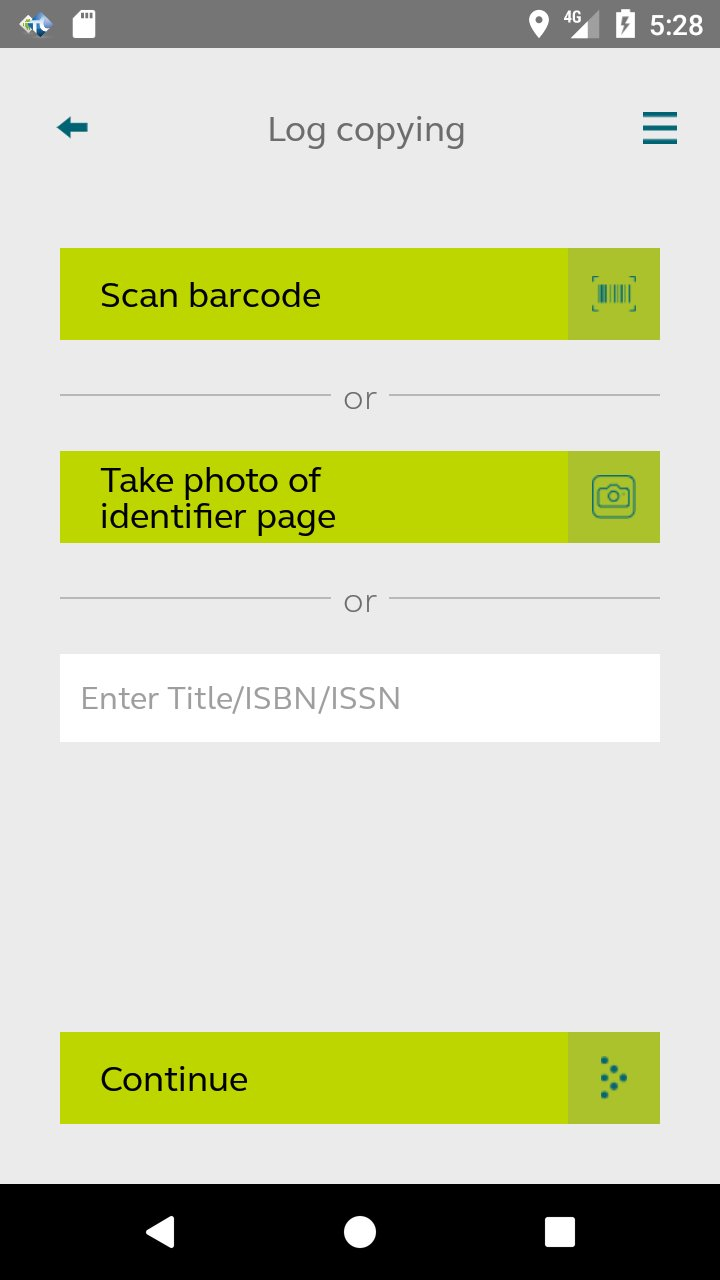 4G 5:28
Log copying
Scan barcode
or
Take photo of
identifier page
or
Enter Title/ISBN/ISSN
Continue